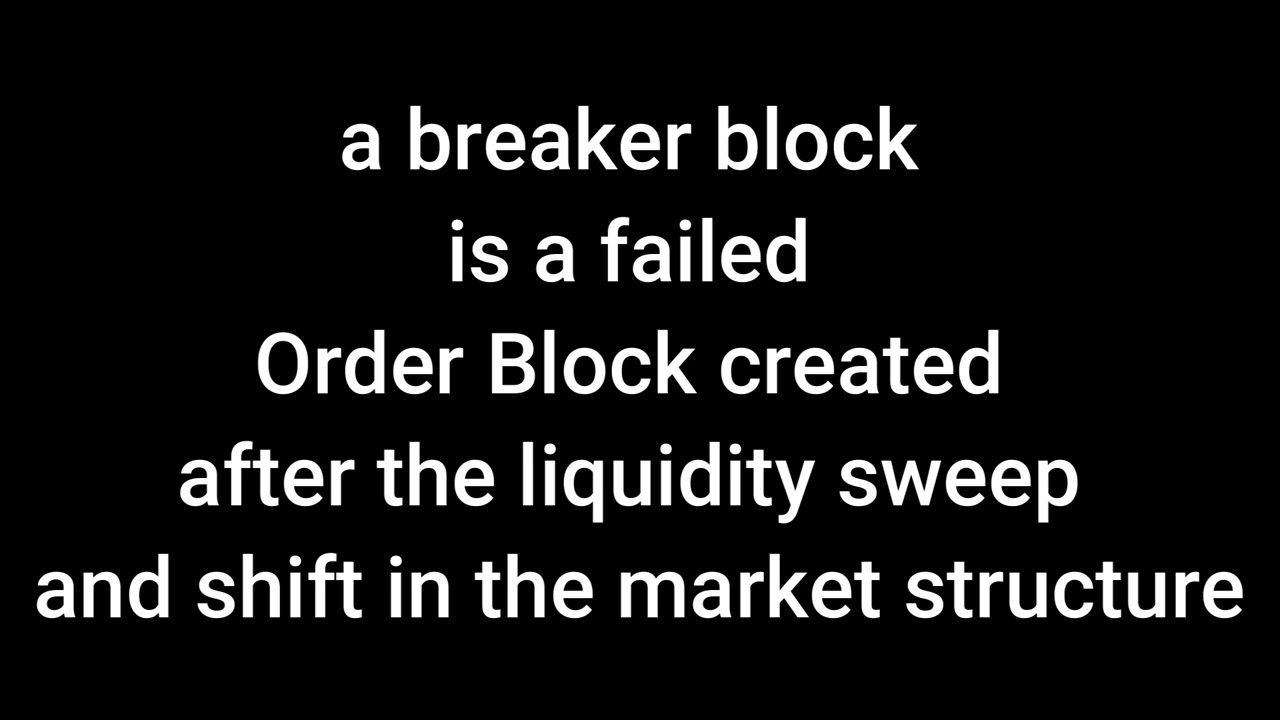 a breaker block
is a failed
Order Block created
after the liquidity sweep
and shift in the market structure